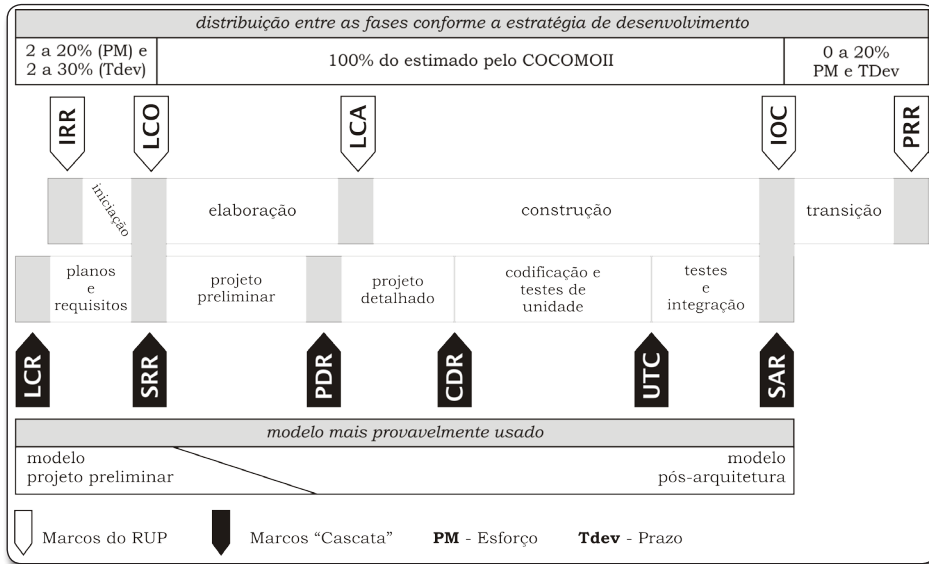 distribuição entre as fases conforme a estratégia de desenvolvimento
2 a 20% (PM) e
2 a 30% (Tdev)
100% do estimado pelo COCOMOII
0 a 20%
PM e TDev
IRR
LCO
LCA
IOC
PRR
iniciação
elaboração
construção
transição
planos
e
requisitos
projeto
preliminar
projeto
detalhado
codificação e
testes de
unidade
testes
e
integração
LCR
SRR
PDR
CDR
UTC
SAR
modelo mais provavelmente usado
modelo
projeto preliminar
modelo
pós-arquitetura
Marcos do RUP
Marcos “Cascata”
PM - Esforço
Tdev - Prazo